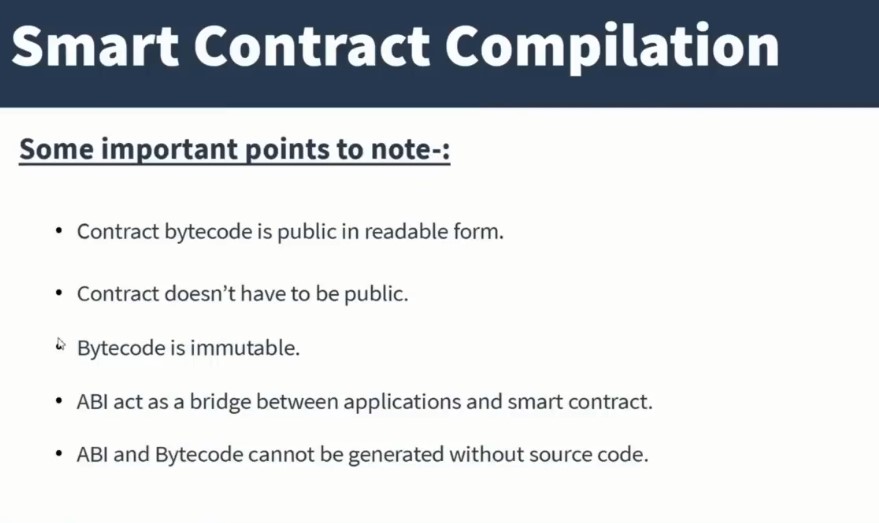 Smart Contract Compilation
Some important points to note-:
• Contract bytecode is public in readable form.
• Contract doesn't have to be public.
Bytecode is immutable.
• ABI act as a bridge between applications and smart contract.
• ABI and Bytecode cannot be generated without source code.